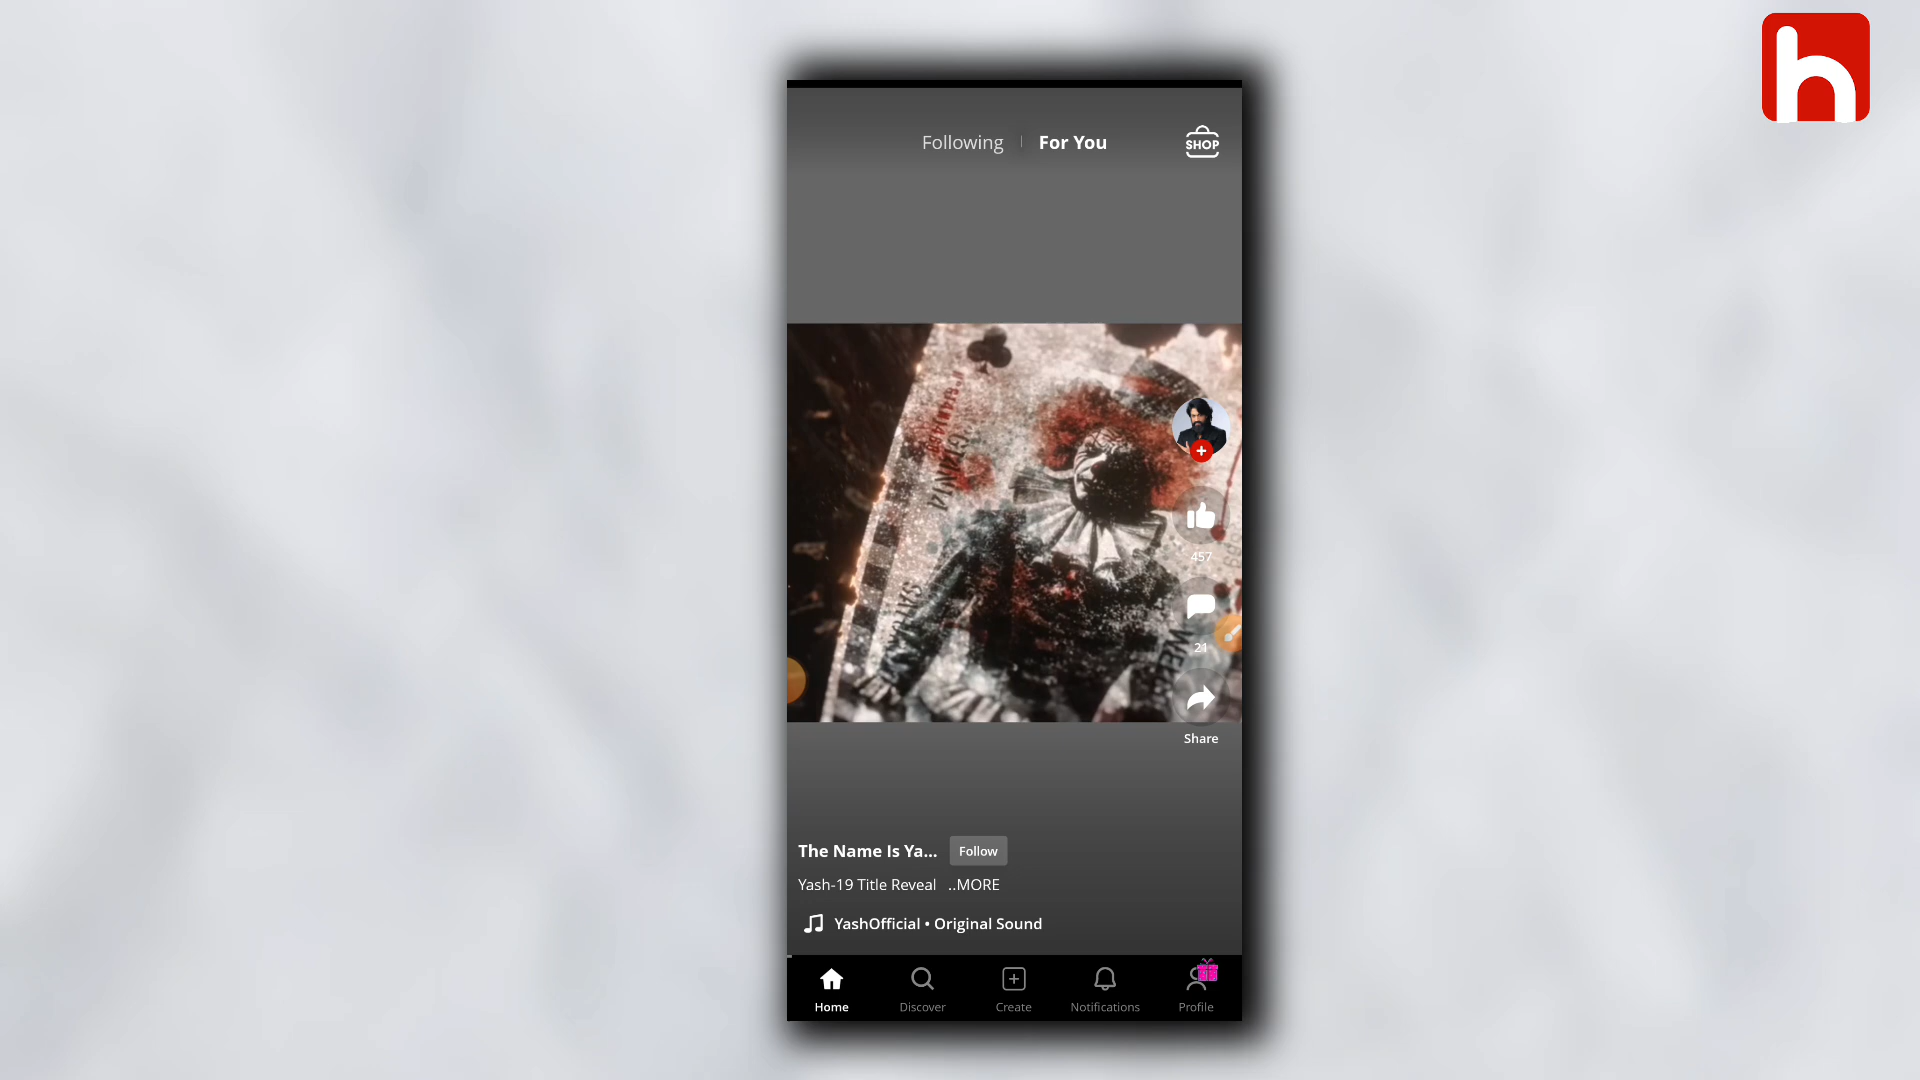 h
Following
For You
SHOP
457
21
Share
The Name Is Ya...
Follow
Yash-19 Title Reveal ..MORE
YashOfficial • Original Sound
Home
Discover
Create
Notifications
Profile